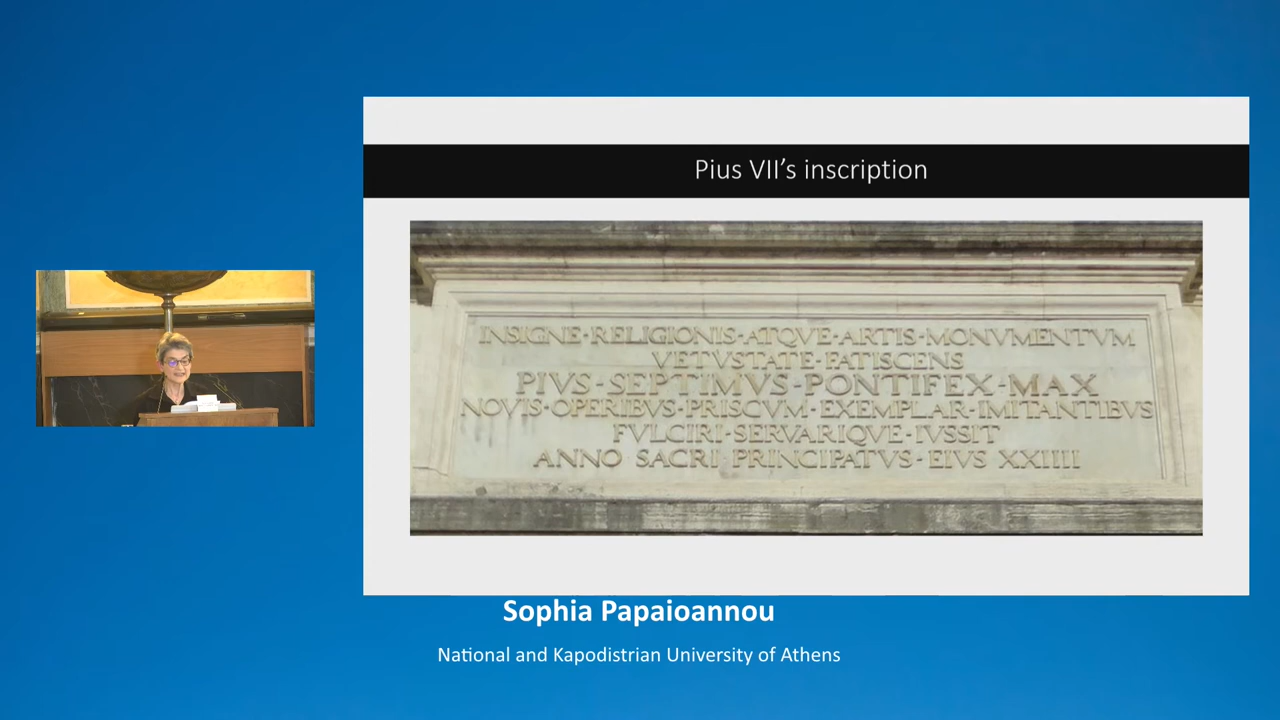 Pius VII’s inscription
INSIGNE·RELIGIONIS·ATQVE·ARTIS·MONVMENTVM
VETVSTATE·FATISCENS
PIVS·SEPTIMVS·PONTIFEX·MAX
NOVIS·OPERIBVS·PRISCVM·EXEMPLAR·IMITANTIBVS
FVLCIRI·SERVARIQVE·IVSSIT
ANNO SACRI·PRINCIPATVS·EIVS XXIIII
Sophia Papaioannou
National and Kapodistrian University of Athens